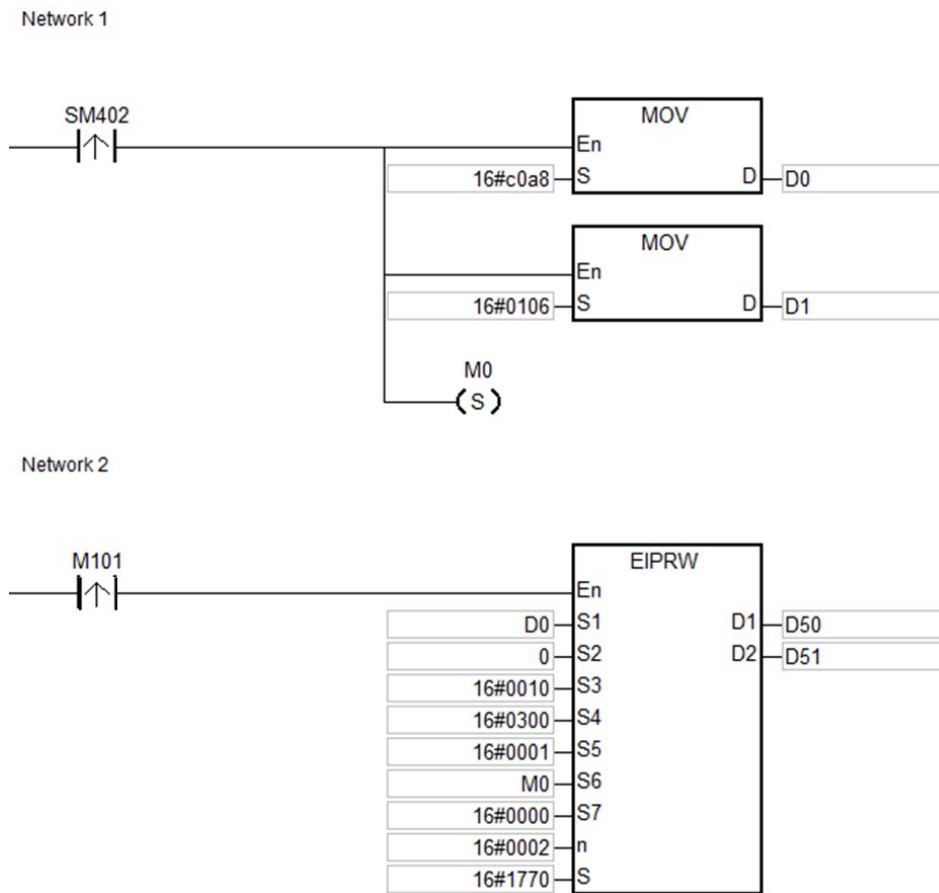 Network 1
SM402
MOV
En
16#c0a8 S D D0
MOV
En
16#0106 S D D1
M0
( S )
Network 2
M101
EIPRW
En
D0 S1 D1 D50
0 S2 D2 D51
16#0010 S3
16#0300 S4
16#0001 S5
M0 S6
16#0000 S7
16#0002 n
16#1770 S